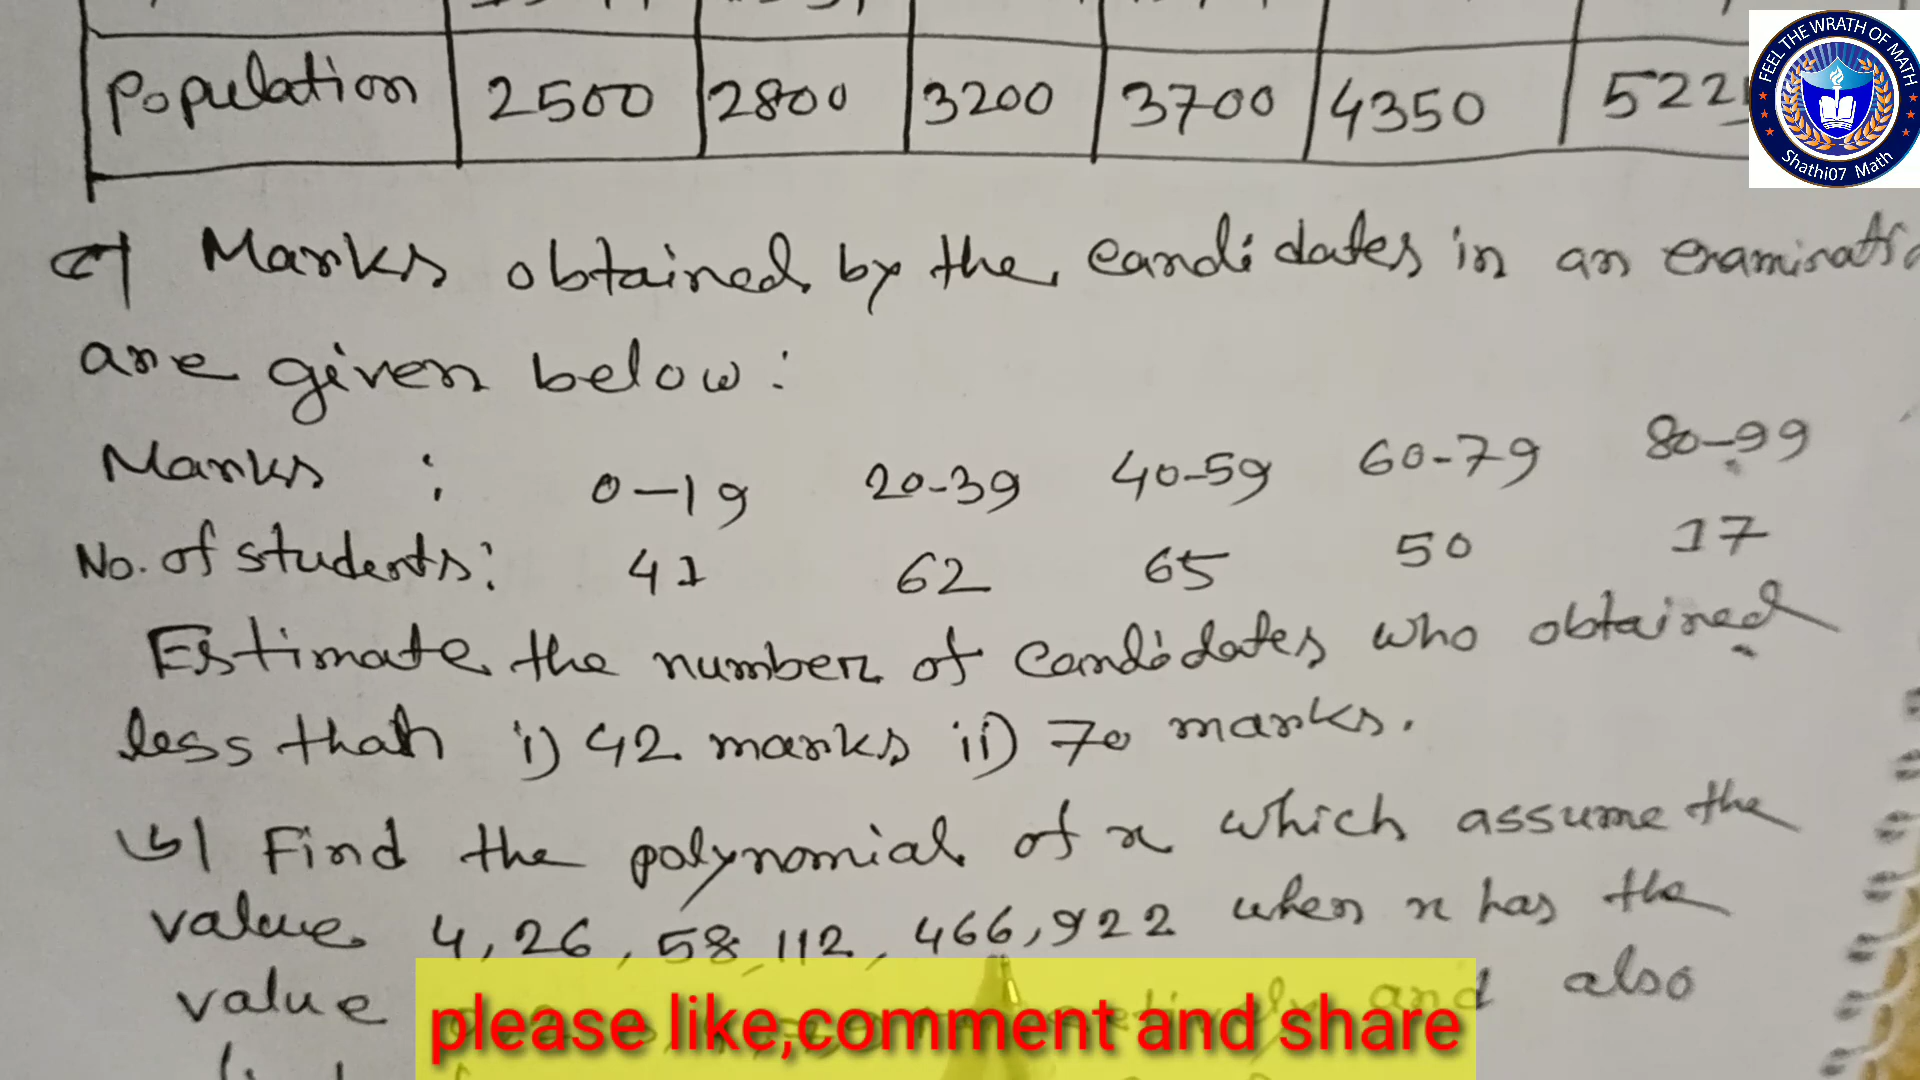 Population 2500 2800 3200 3700 4350 522
FEEL THE WRATH OF MATH
Shathi07 Math
c) Marks obtained by the candidates in an examinatio
are given below:
Marks : 0-19 20-39 40-59 60-79 80-99
No. of students: 41 62 65 50 17
Estimate the number of candidates who obtained
less than i) 42 marks ii) 70 marks.
b) Find the polynomial of x which assume the
value 4, 26, 58, 112, 466, 922 when x has the
value and also
please like,comment and share